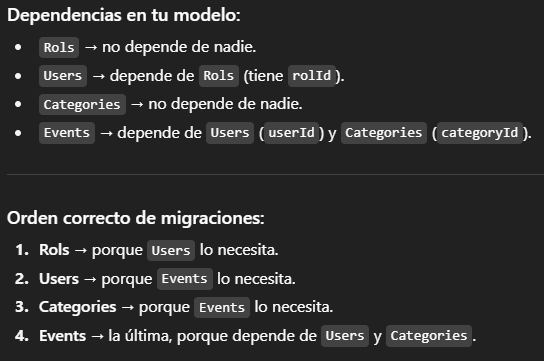 Dependencias en tu modelo:
• Rols → no depende de nadie.
• Users → depende de Rols (tiene rolId).
• Categories → no depende de nadie.
• Events → depende de Users (userId) y Categories (categoryId).
Orden correcto de migraciones:
1. Rols → porque Users lo necesita.
2. Users → porque Events lo necesita.
3. Categories → porque Events lo necesita.
4. Events → la última, porque depende de Users y Categories.